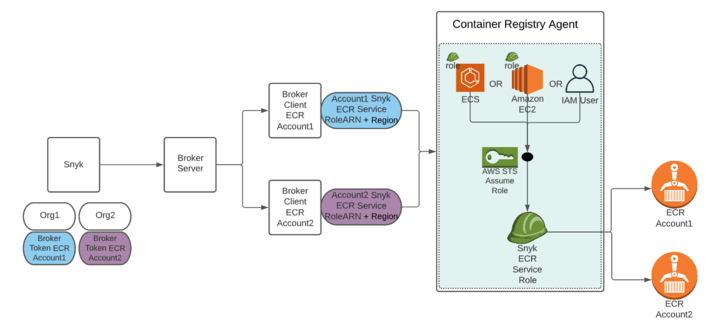 Container Registry Agent
role
role
ECS
OR
Amazon
EC2
OR
IAM User
Broker
Client
ECR
Account1
Account1 Snyk
ECR Service
RoleARN + Region
Snyk
Broker
Server
AWS STS
Assume
Role
Broker
Client
ECR
Account2
Account2 Snyk
ECR Service
RoleARN + Region
Org1
Org2
Broker
Token ECR
Account1
Broker
Token ECR
Account2
Snyk
ECR
Service
Role
ECR
Account1
ECR
Account2